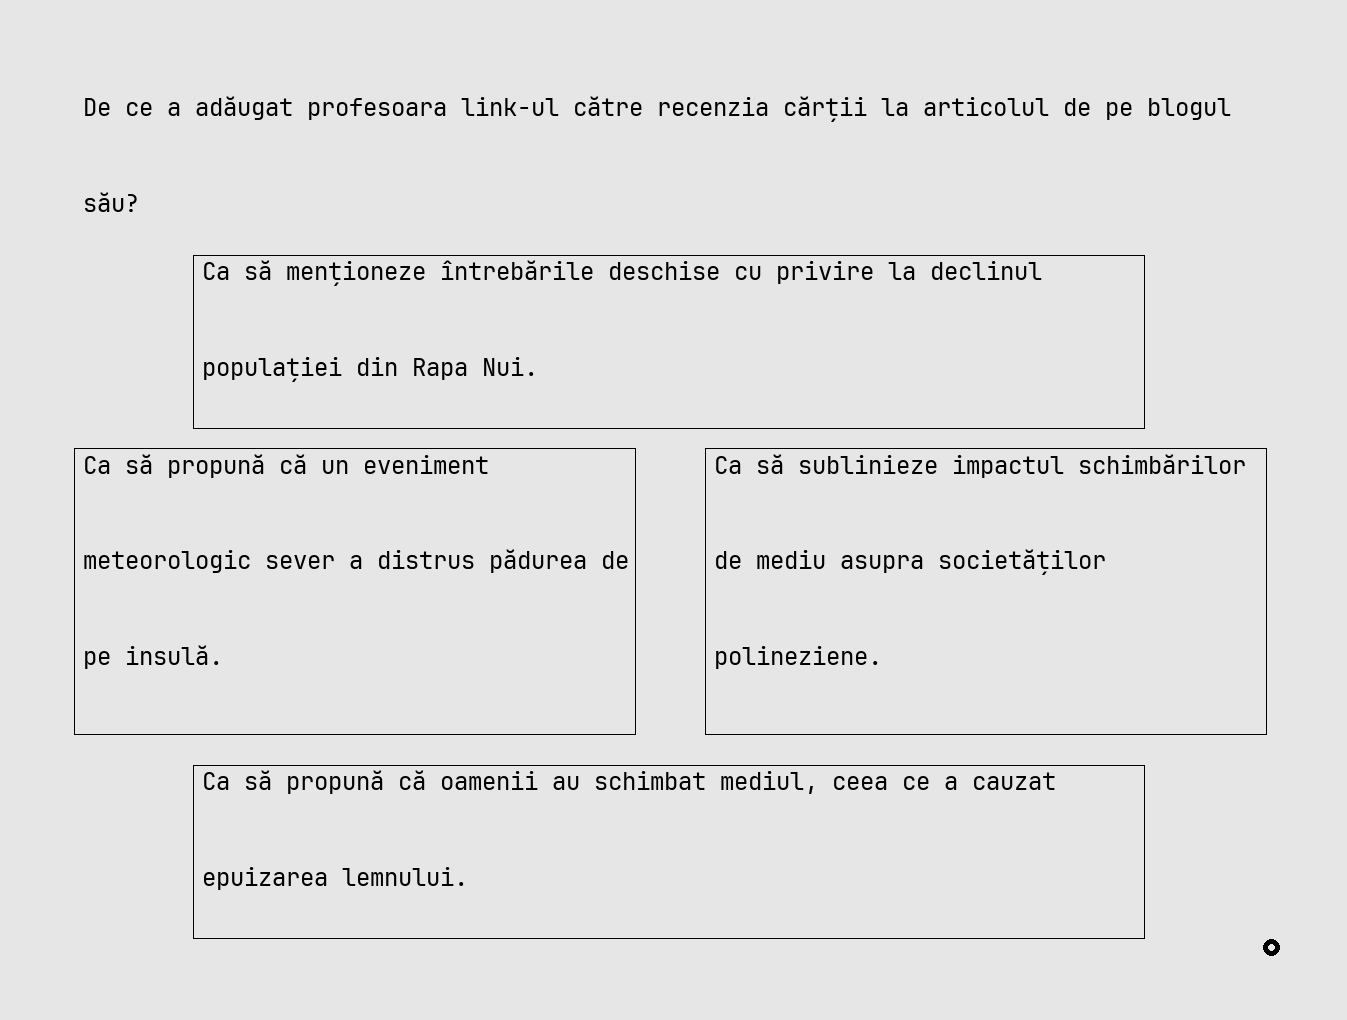 De ce a adăugat profesoara link-ul către recenzia cărții la articolul de pe blogul
său?
Ca să menționeze întrebările deschise cu privire la declinul
populației din Rapa Nui.
Ca să propună că un eveniment
meteorologic sever a distrus pădurea de
pe insulă.
Ca să sublinieze impactul schimbărilor
de mediu asupra societăților
polineziene.
Ca să propună că oamenii au schimbat mediul, ceea ce a cauzat
epuizarea lemnului.